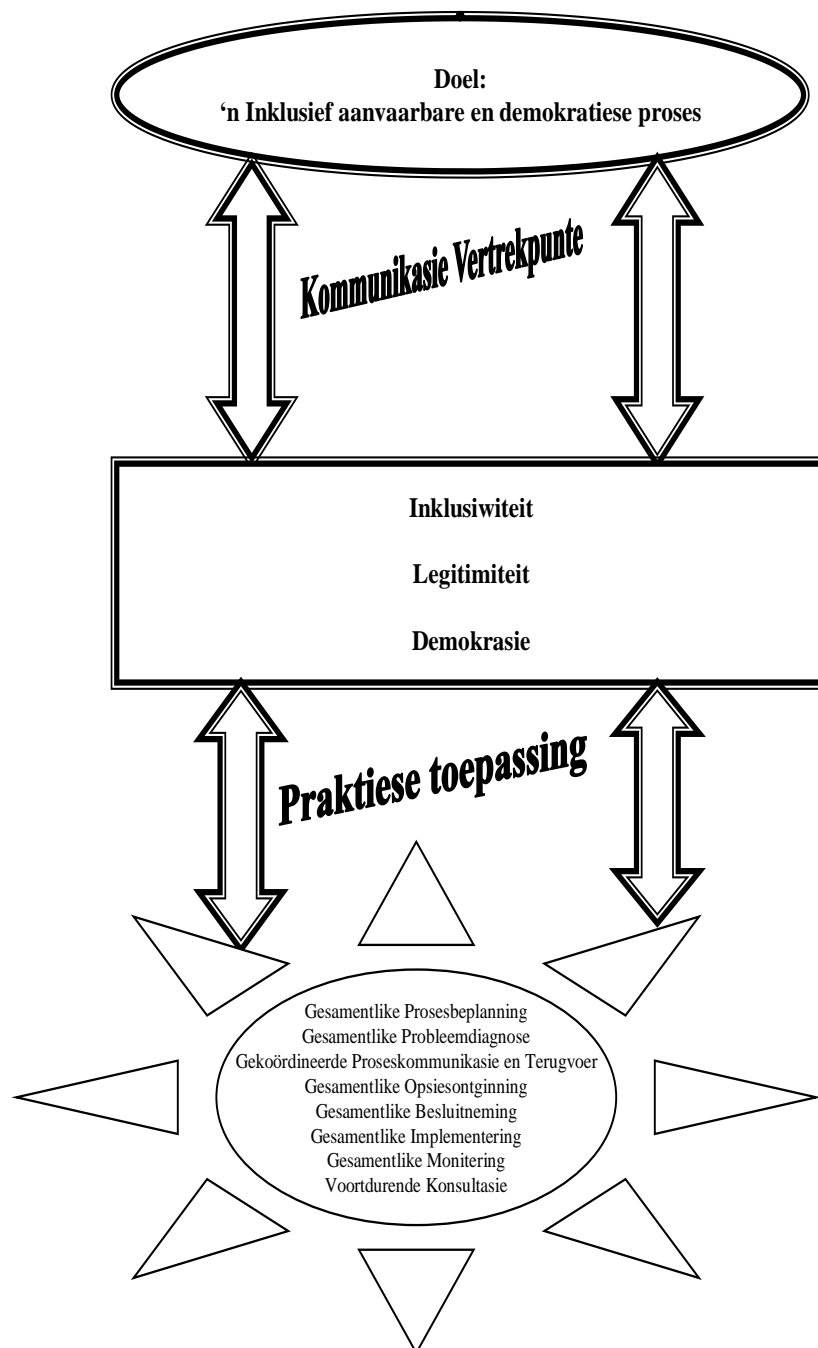 Doel:
‘n Inklusief aanvaarbare en demokratiese proses
Kommunikasie Vertrekpunte
Inklusiwiteit
Legitimiteit
Demokrasie
Praktiese toepassing
Gesamentlike Prosesbeplanning
Gesamentlike Probleemdiagnose
Gekoördineerde Proseskommunikasie en Terugvoer
Gesamentlike Opsiesontginning
Gesamentlike Besluitneming
Gesamentlike Implementering
Gesamentlike Monitering
Voortdurende Konsultasie